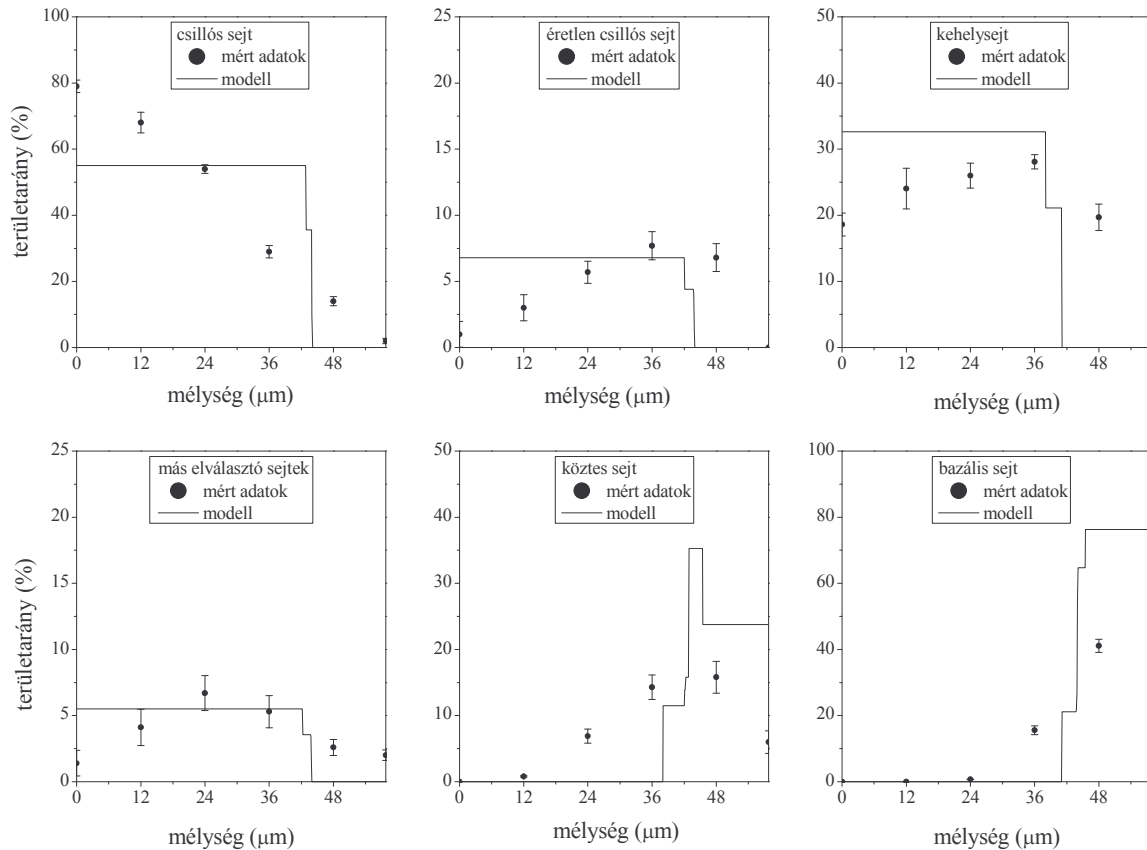 csillós sejt
mért adatok
modell
területarány (%)
100
80
60
40
20
0
0 12 24 36 48
mélység (μm)
éretlen csillós sejt
mért adatok
modell
15
10
5
0
0 12 24 36 48
mélység (μm)
kehelysejt
mért adatok
modell
50
40
30
20
10
0
0 12 24 36 48
mélység (μm)
más elválasztó sejtek
mért adatok
modell
területarány (%)
25
20
15
10
5
0
0 12 24 36 48
mélység (μm)
köztes sejt
mért adatok
modell
50
40
30
20
10
0
0 12 24 36 48
mélység (μm)
bazális sejt
mért adatok
modell
100
80
60
40
20
0
0 12 24 36 48
mélység (μm)